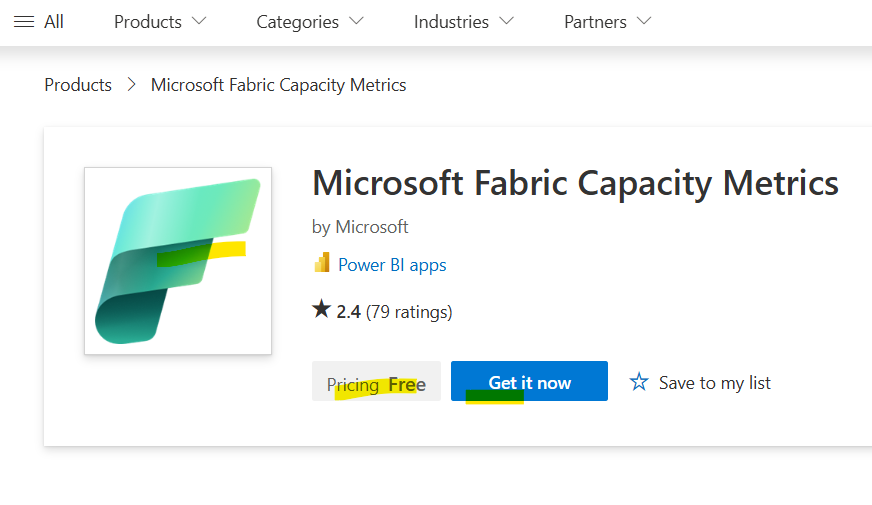 All Products Categories Industries Partners
Products > Microsoft Fabric Capacity Metrics
Microsoft Fabric Capacity Metrics
by Microsoft
Power BI apps
★ 2.4 (79 ratings)
Pricing Free Get it now Save to my list